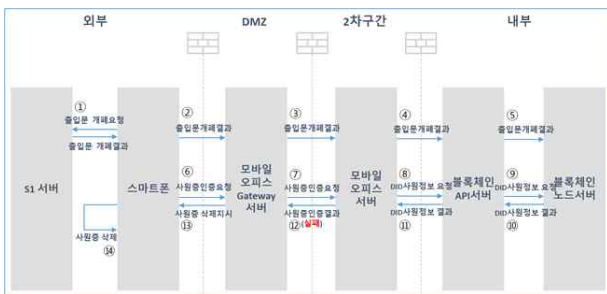 외부 DMZ 2차구간 내부
① ② ③ ④ ⑤
출입문 개폐요청
출입문 개폐결과
출입문개폐결과
출입문개폐결과
출입문개폐결과
출입문개폐결과
S1 서버
스마트폰
모바일
오피스
Gateway
서버
모바일
오피스
서버
블록체인
API서버
블록체인
노드서버
⑥ ⑦ ⑧ ⑨
사원증인증요청
사원증인증요청
DID사원정보 요청
DID사원정보 요청
사원증 삭제지시
사원증인증결과
DID사원정보 결과
DID사원정보 결과
⑬ ⑫ (실패) ⑪ ⑩
사원증 삭제
⑭